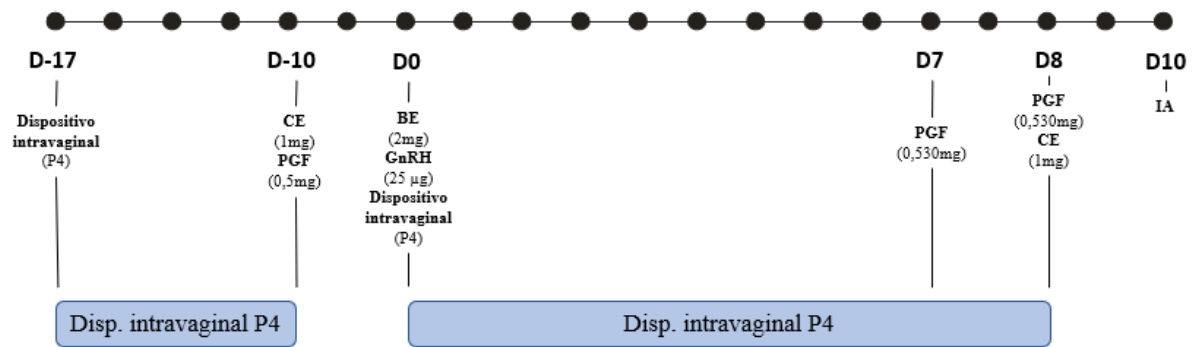 D-17
Dispositivo
intravaginal
(P4)
D-10
CE
(1mg)
PGF
(0,5mg)
D0
BE
(2mg)
GnRH
(25 µg)
Dispositivo
intravaginal
(P4)
D7
PGF
(0,530mg)
D8
PGF
(0,530mg)
CE
(1mg)
D10
IA
Disp. intravaginal P4
Disp. intravaginal P4